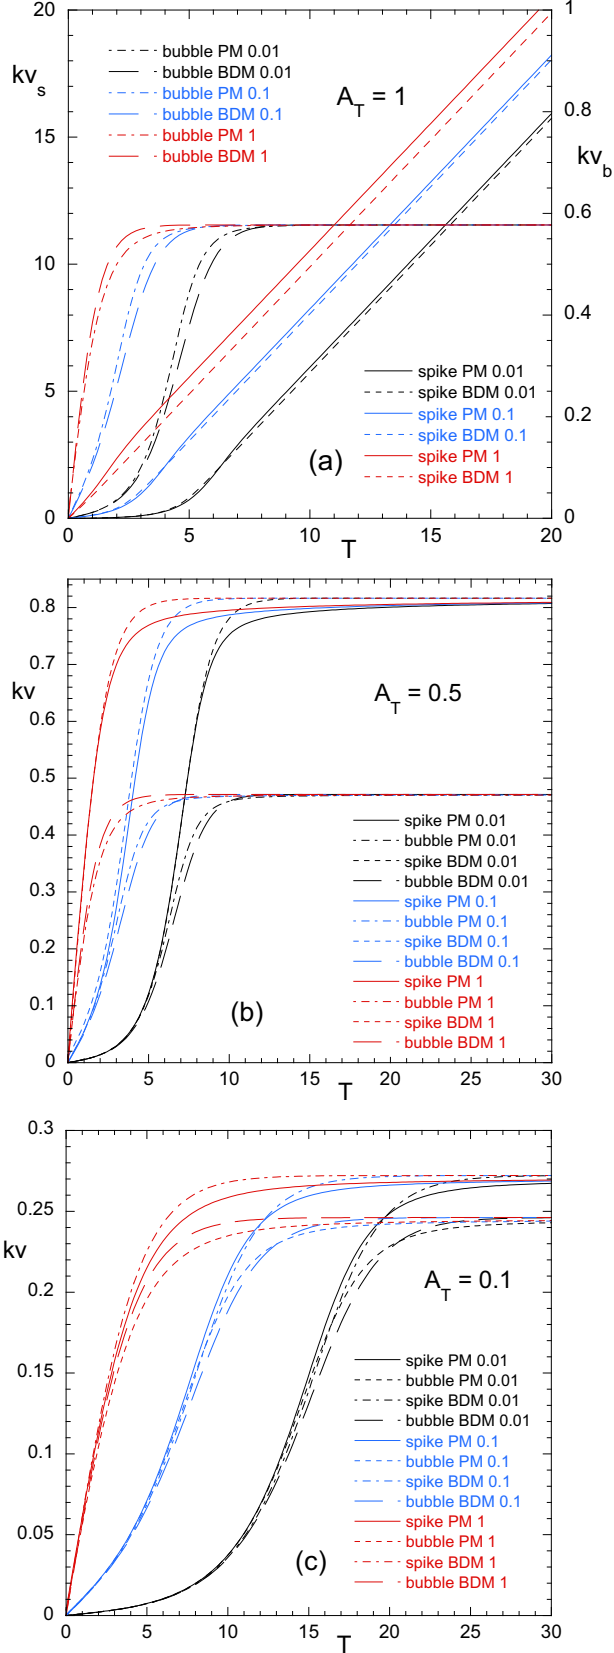 20
15
10
5
0
kv_s
1
0.8
0.6
0.4
0.2
0
kv_b
bubble PM 0.01
bubble BDM 0.01
bubble PM 0.1
bubble BDM 0.1
bubble PM 1
bubble BDM 1
A_T = 1
spike PM 0.01
spike BDM 0.01
spike PM 0.1
spike BDM 0.1
spike PM 1
spike BDM 1
(a)
0 5 10 15 20
T
0.8
0.6
0.4
0.2
0
kv
0.7
0.5
0.3
0.1
A_T = 0.5
spike PM 0.01
bubble PM 0.01
spike BDM 0.01
bubble BDM 0.01
spike PM 0.1
bubble PM 0.1
spike BDM 0.1
bubble BDM 0.1
spike PM 1
bubble PM 1
spike BDM 1
bubble BDM 1
(b)
0 5 10 15 20 25 30
T
0.3
0.25
0.2
0.15
0.1
0.05
0
kv
A_T = 0.1
spike PM 0.01
bubble PM 0.01
spike BDM 0.01
bubble BDM 0.01
spike PM 0.1
bubble PM 0.1
spike BDM 0.1
bubble BDM 0.1
spike PM 1
bubble PM 1
spike BDM 1
bubble BDM 1
(c)
0 5 10 15 20 25 30
T